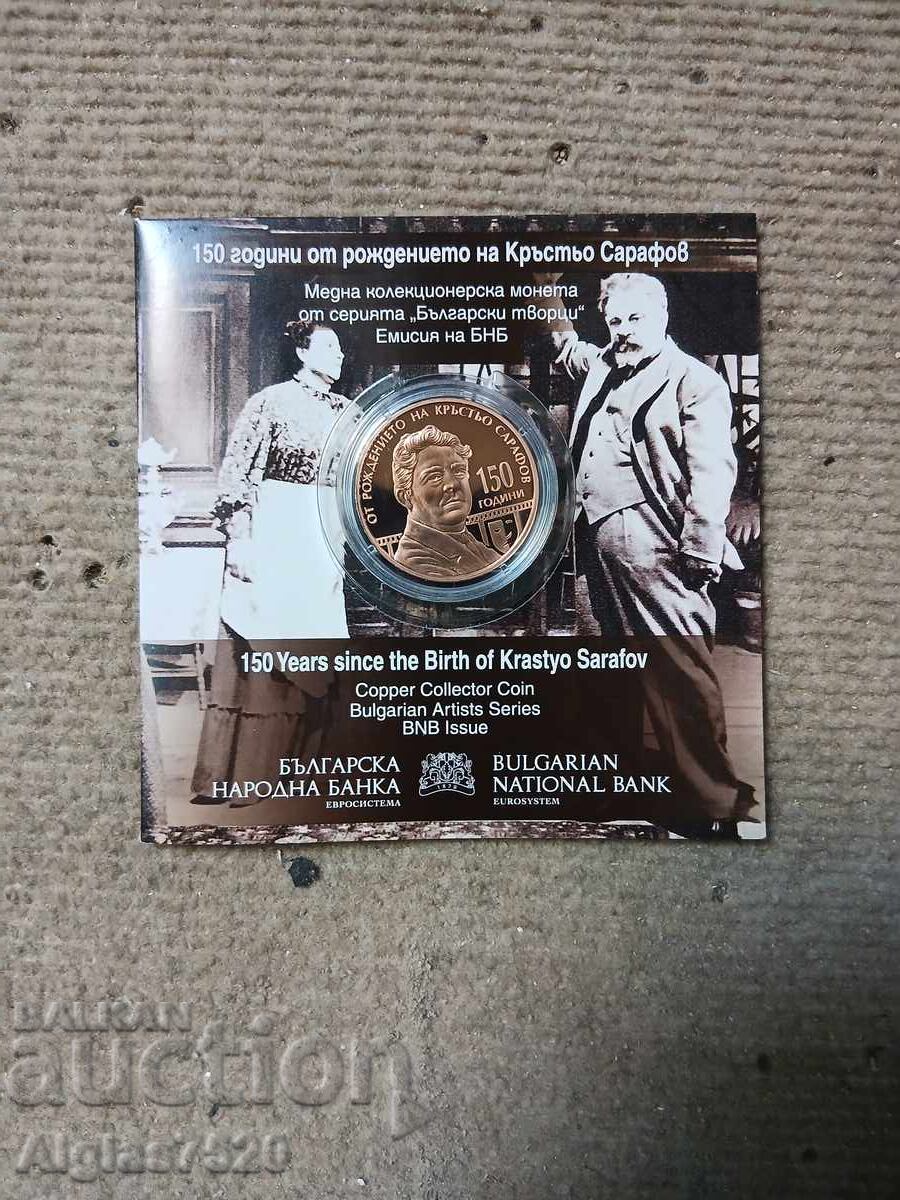 150 години от рождението на Кръстьо Сарафов
Медна колекционерска монета
от серията „Български творци“
Емисия на БНБ
ОТ РОЖДЕНИЕТО НА КРЪСТЬО САРАФОВ
150
ГОДИНИ
150 Years since the Birth of Krastyo Sarafov
Copper Collector Coin
Bulgarian Artists Series
BNB Issue
БЪЛГАРСКА
НАРОДНА БАНКА
ЕВРОСИСТЕМА
1879
BULGARIAN
NATIONAL BANK
EUROSYSTEM
BALKAN
auction
Alglas7520